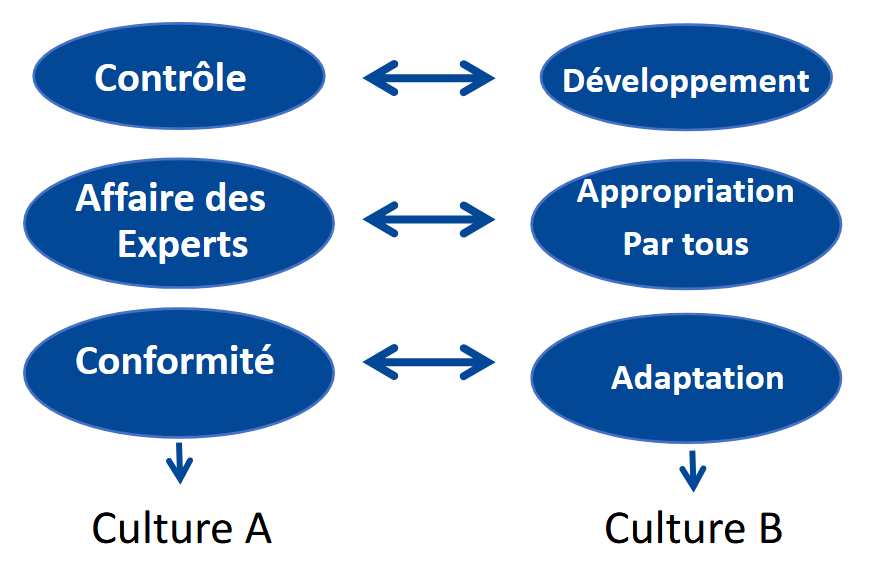 Contrôle
Développement
Affaire des
Experts
Appropriation
Par tous
Conformité
Adaptation
Culture A
Culture B